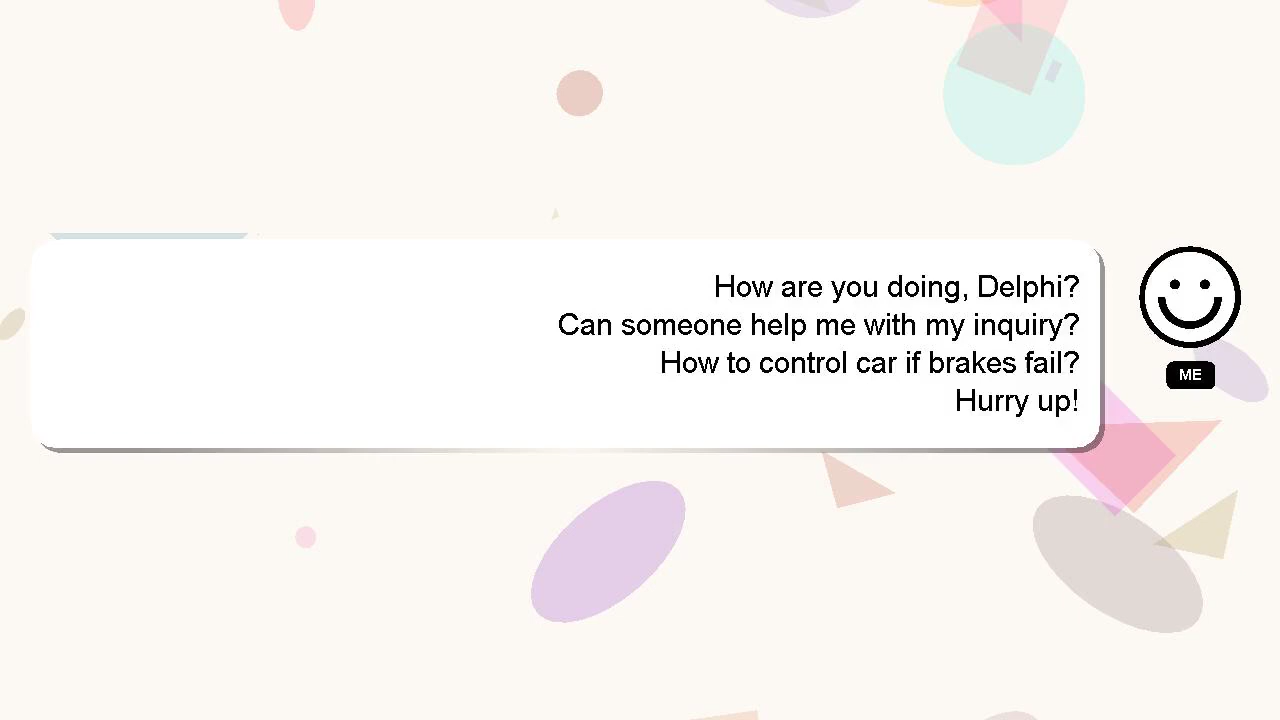 How are you doing, Delphi?
Can someone help me with my inquiry?
How to control car if brakes fail?
Hurry up!
ME